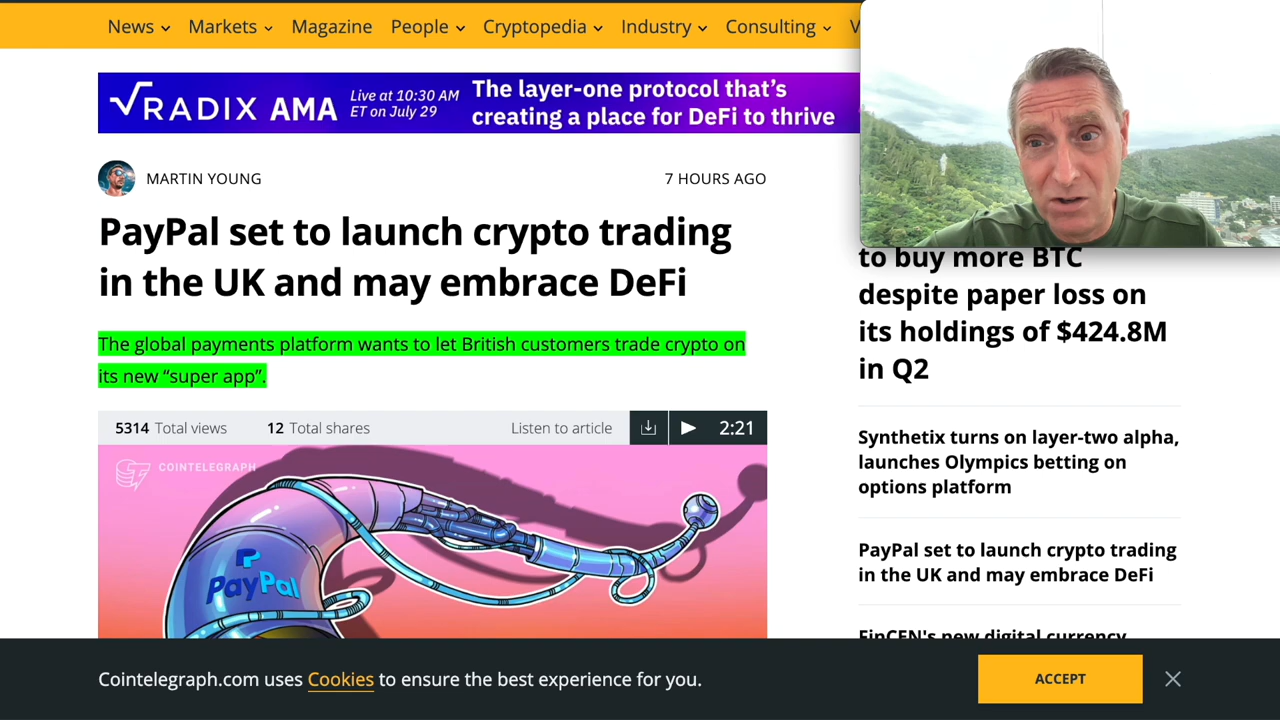 News
Markets
Magazine
People
Cryptopedia
Industry
Consulting
√RADIX AMA
Live at 10:30 AM
ET on July 29
The layer-one protocol that's
creating a place for DeFi to thrive
MARTIN YOUNG
7 HOURS AGO
PayPal set to launch crypto trading
in the UK and may embrace DeFi
The global payments platform wants to let British customers trade crypto on
its new “super app”.
5314 Total views
12 Total shares
Listen to article
2:21
COINTELEGRAPH
PayPal
to buy more BTC
despite paper loss on
its holdings of $424.8M
in Q2
Synthetix turns on layer-two alpha,
launches Olympics betting on
options platform
PayPal set to launch crypto trading
in the UK and may embrace DeFi
FinCEN's new digital currency
Cointelegraph.com uses Cookies to ensure the best experience for you.
ACCEPT